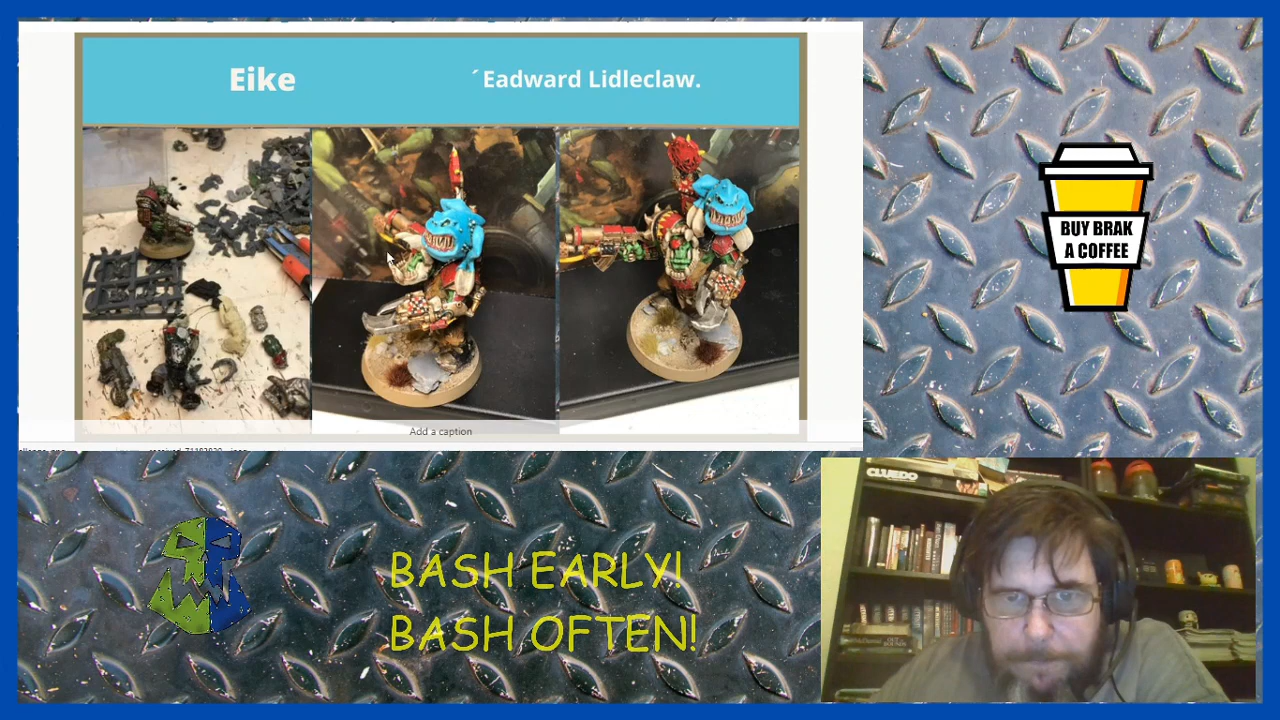 Eike
´Eadward Lidleclaw.
Add a caption
BUY BRAK
A COFFEE
CLUEDO
BASH EARLY!
BASH OFTEN!